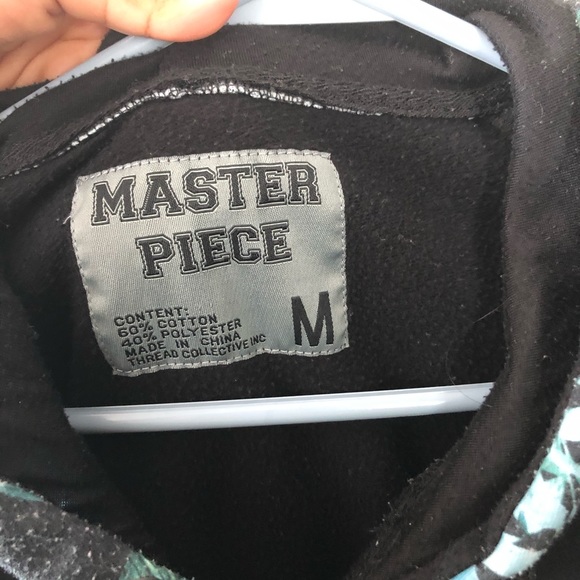 MASTER
PIECE
CONTENT:
60% COTTON
40% POLYESTER
MADE IN CHINA
THREAD COLLECTIVE INC
M